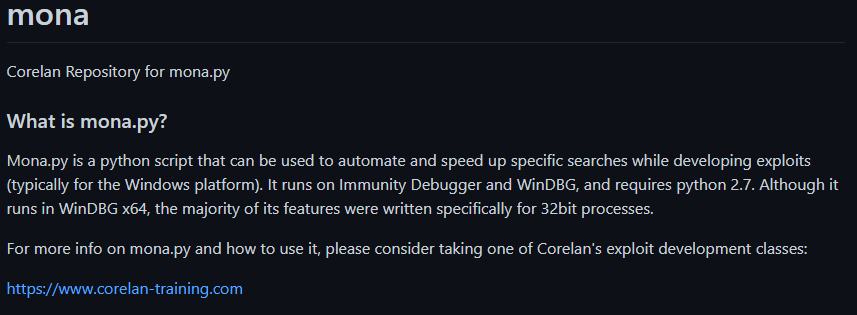 mona
Corelan Repository for mona.py
What is mona.py?
Mona.py is a python script that can be used to automate and speed up specific searches while developing exploits
(typically for the Windows platform). It runs on Immunity Debugger and WinDBG, and requires python 2.7. Although it
runs in WinDBG x64, the majority of its features were written specifically for 32bit processes.
For more info on mona.py and how to use it, please consider taking one of Corelan's exploit development classes:
https://www.corelan-training.com